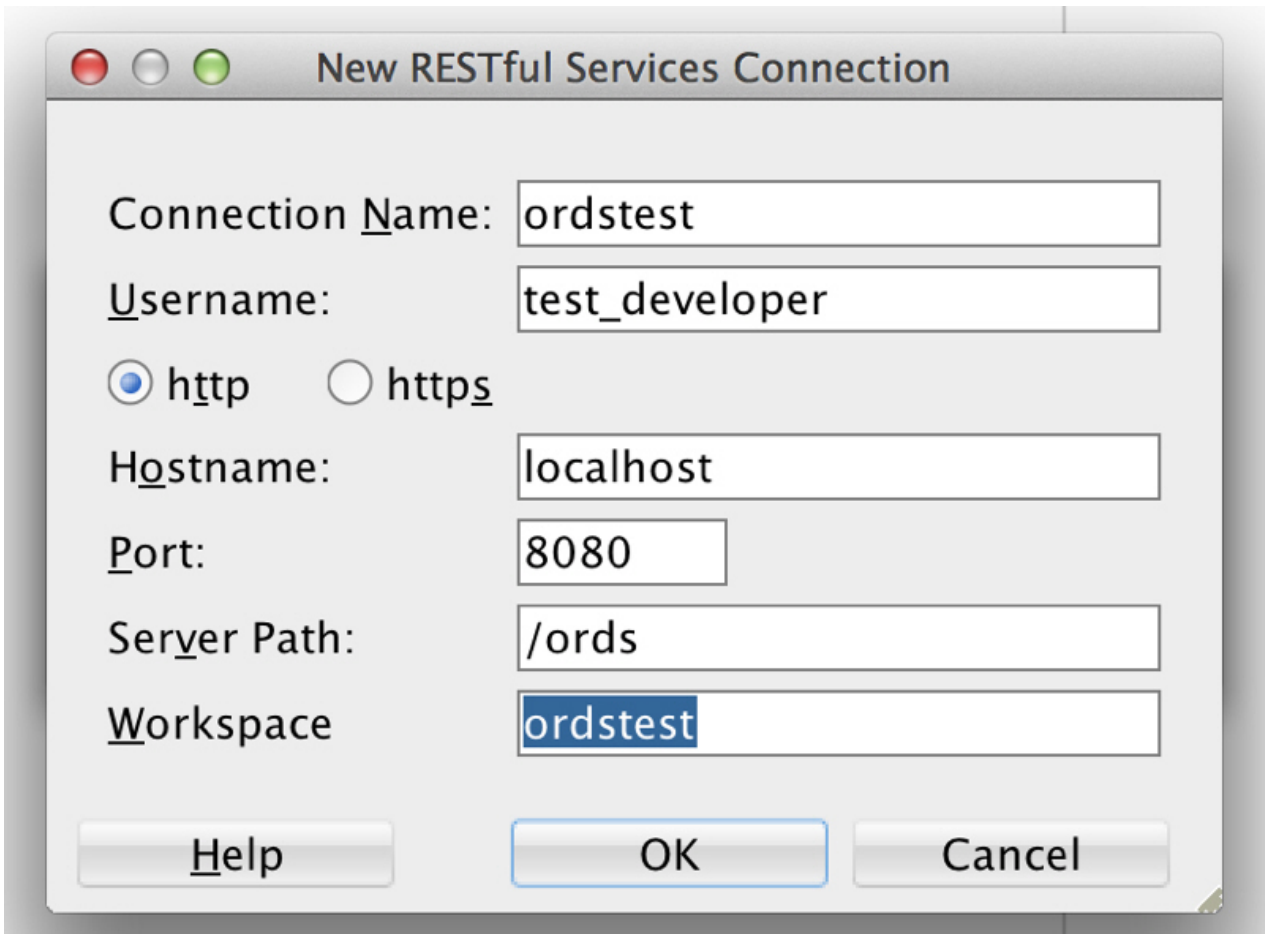 New RESTful Services Connection
Connection Name: ordstest
Username: test_developer
http https
Hostname: localhost
Port: 8080
Server Path: /ords
Workspace ordstest
Help OK Cancel